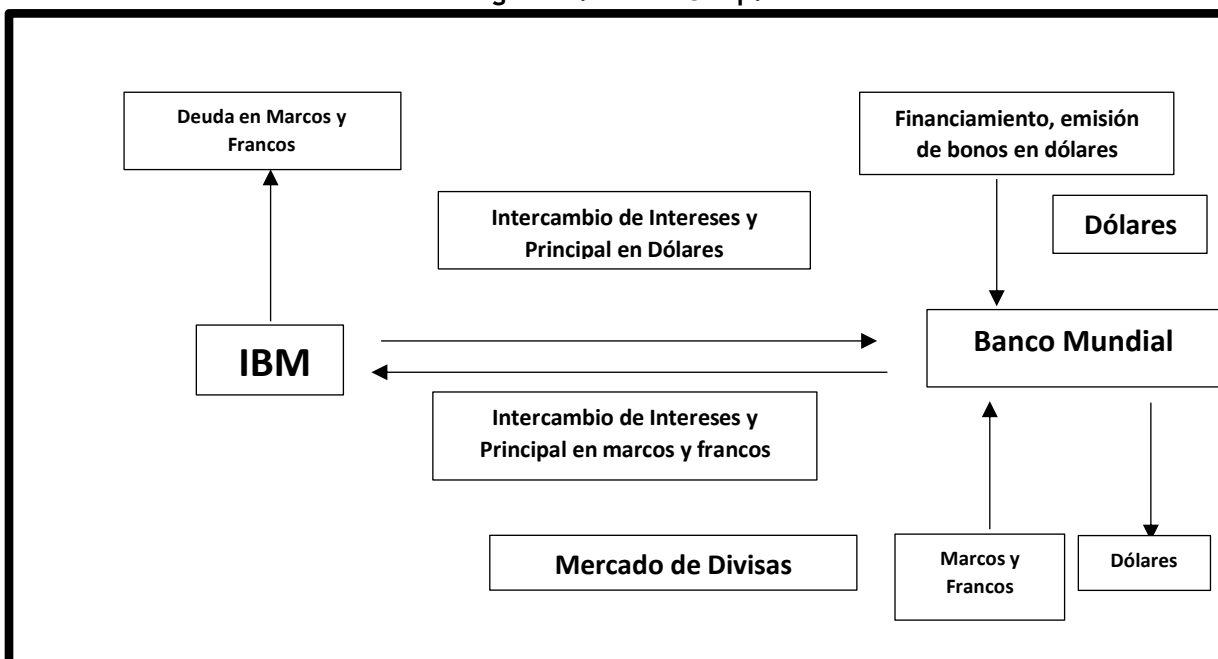 Deuda en Marcos y
Francos
Financiamiento, emisión
de bonos en dólares
Intercambio de Intereses y
Principal en Dólares
Dólares
IBM
Banco Mundial
Intercambio de Intereses y
Principal en marcos y francos
Mercado de Divisas
Marcos y
Francos
Dólares